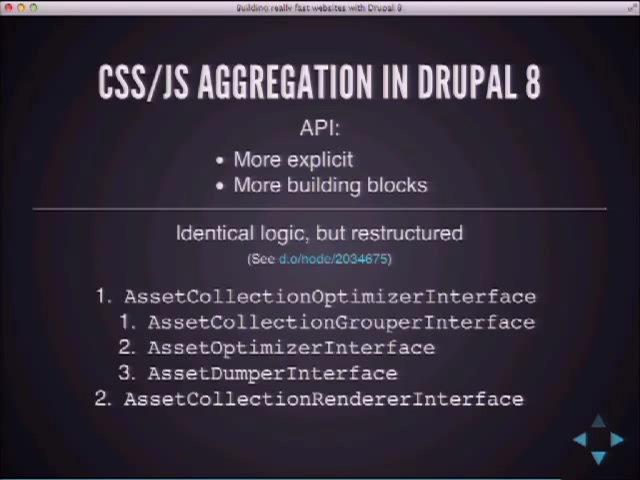 Building really fast websites with Drupal 8
CSS/JS AGGREGATION IN DRUPAL 8
API:
• More explicit
• More building blocks
Identical logic, but restructured
(See d.o/node/2034675)
1. AssetCollectionOptimizerInterface
1. AssetCollectionGrouperInterface
2. AssetOptimizerInterface
3. AssetDumperInterface
2. AssetCollectionRendererInterface